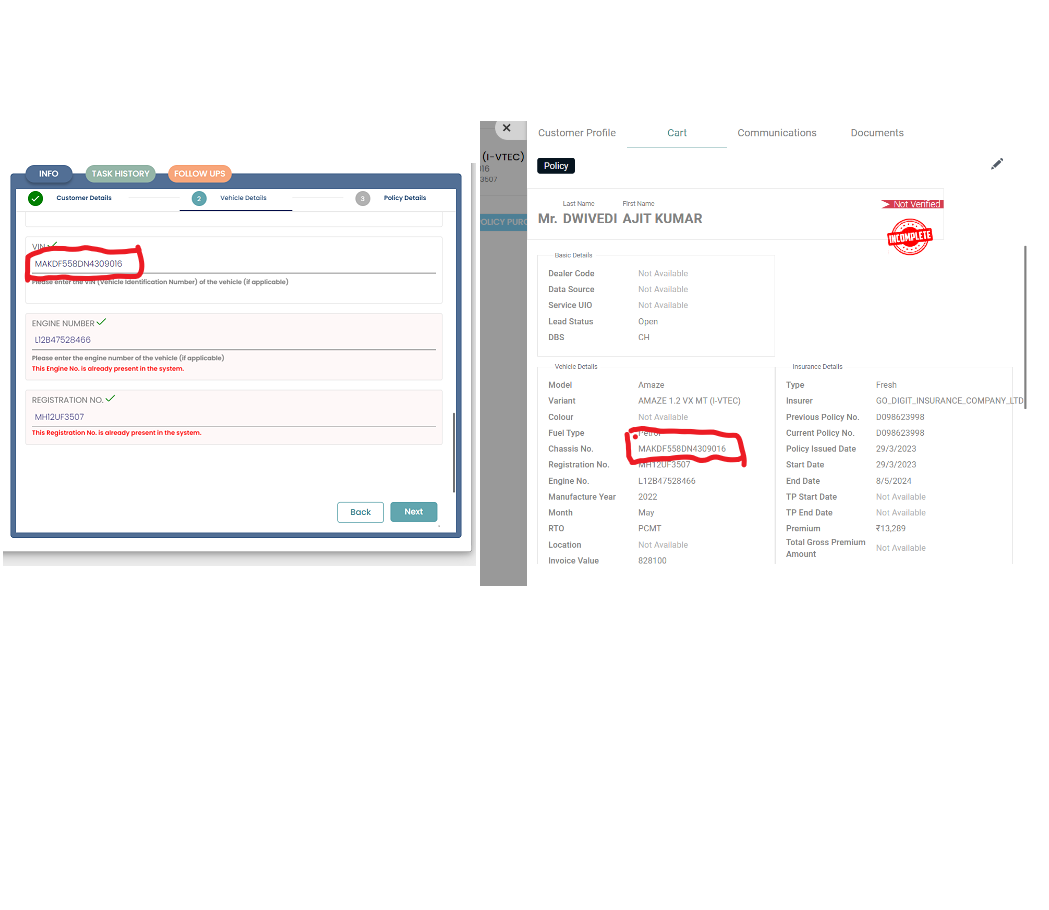 INFO
TASK HISTORY
FOLLOW UPS
Customer Details
2
Vehicle Details
3
Policy Details
VIN
MAKDF558DN4309016
Please enter the VIN (Vehicle Identification Number) of the vehicle (if applicable)
ENGINE NUMBER
L12B47528466
Please enter the engine number of the vehicle (if applicable)
This Engine No. is already present in the system.
REGISTRATION NO.
MH12UF3507
This Registration No. is already present in the system.
Back
Next
(I-VTEC)
3507
Customer Profile
Cart
Communications
Documents
Policy
Last Name
First Name
Mr. DWIVEDI AJIT KUMAR
Not Verified
INCOMPLETE
Basic Details
Dealer Code Not Available
Data Source Not Available
Service UIO Not Available
Lead Status Open
DBS CH
Vehicle Details
Model Amaze
Variant AMAZE 1.2 VX MT (I-VTEC)
Colour Not Available
Fuel Type Petrol
Chassis No. MAKDF558DN4309016
Registration No. MH12UF3507
Engine No. L12B47528466
Manufacture Year 2022
Month May
RTO PCMT
Location Not Available
Invoice Value 828100
Insurance Details
Type Fresh
Insurer GO_DIGIT_INSURANCE_COMPANY_LTD
Previous Policy No. D098623998
Current Policy No. D098623998
Policy Issued Date 29/3/2023
Start Date 29/3/2023
End Date 8/5/2024
TP Start Date Not Available
TP End Date Not Available
Premium ₹13,289
Total Gross Premium
Amount Not Available